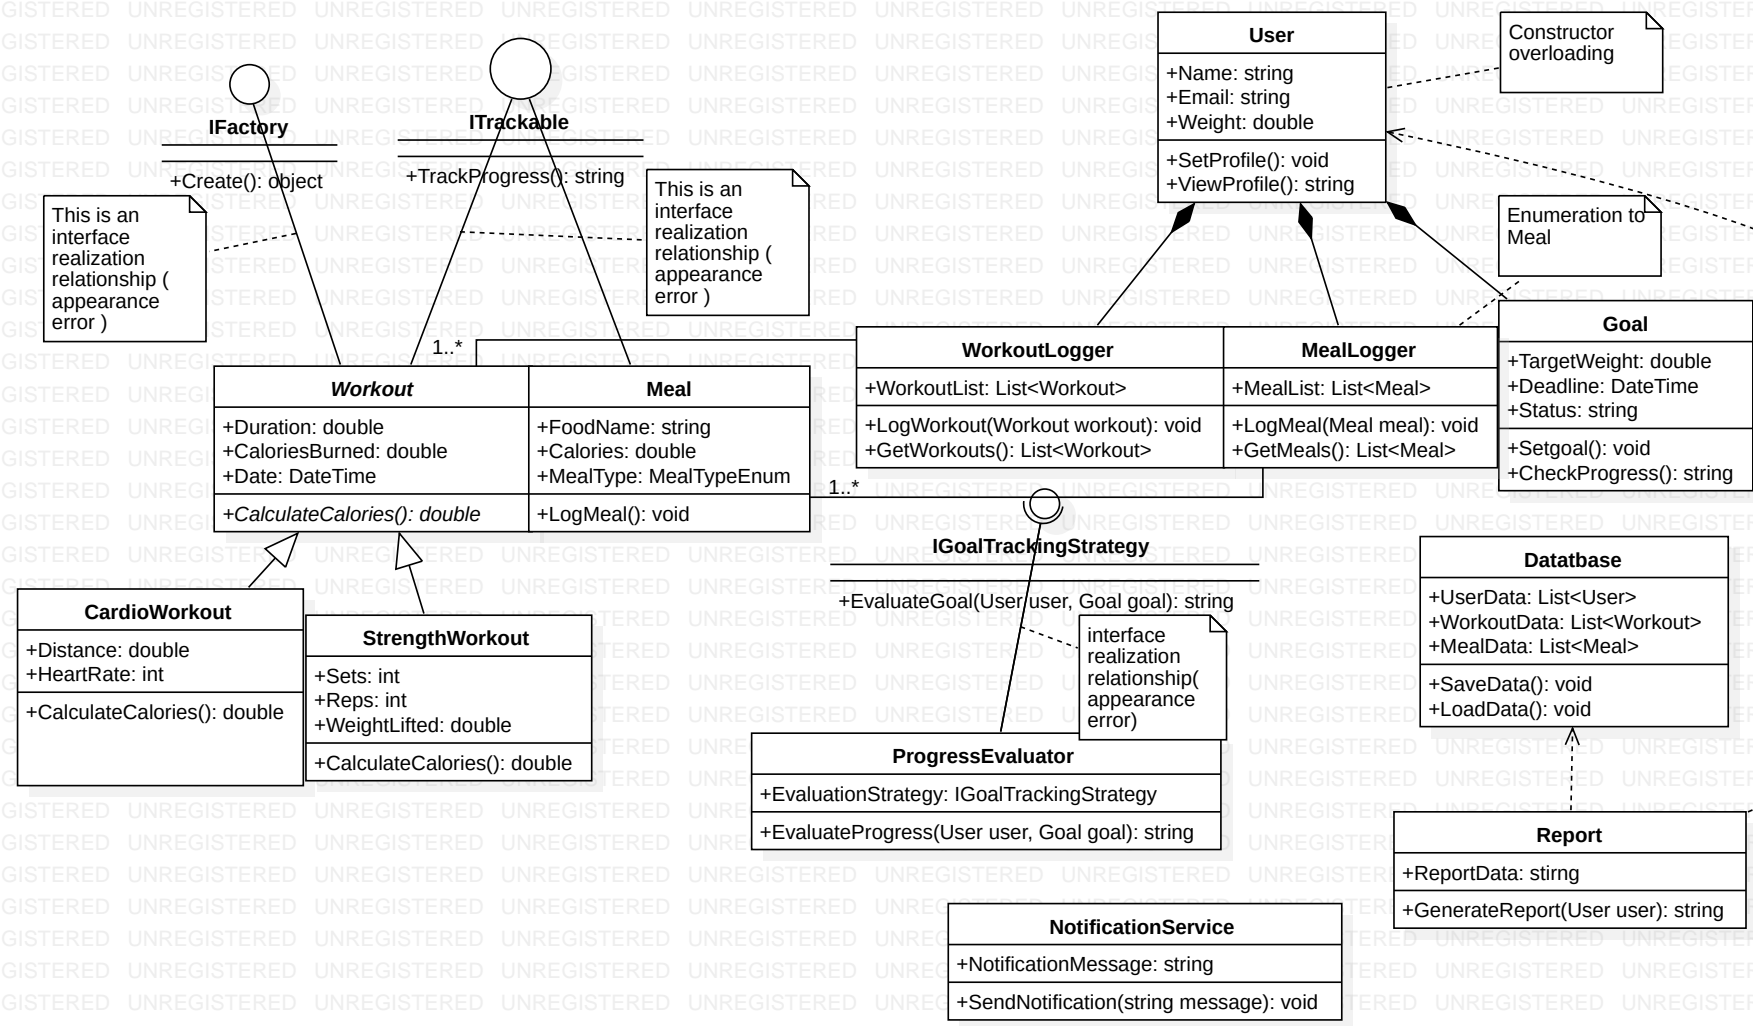 User
+Name: string
+Email: string
+Weight: double
+SetProfile(): void
+ViewProfile(): string
Constructor
overloading
IFactory
+Create(): object
ITrackable
+TrackProgress(): string
This is an
interface
realization
relationship (
appearance
error )
This is an
interface
realization
relationship (
appearance
error )
Enumeration to
Meal
1..*
Workout
+Duration: double
+CaloriesBurned: double
+Date: DateTime
+CalculateCalories(): double
Meal
+FoodName: string
+Calories: double
+MealType: MealTypeEnum
+LogMeal(): void
WorkoutLogger
+WorkoutList: List<Workout>
+LogWorkout(Workout workout): void
+GetWorkouts(): List<Workout>
MealLogger
+MealList: List<Meal>
+LogMeal(Meal meal): void
+GetMeals(): List<Meal>
Goal
+TargetWeight: double
+Deadline: DateTime
+Status: string
+Setgoal(): void
+CheckProgress(): string
1..*
IGoalTrackingStrategy
+EvaluateGoal(User user, Goal goal): string
interface
realization
relationship(
appearance
error)
Datatbase
+UserData: List<User>
+WorkoutData: List<Workout>
+MealData: List<Meal>
+SaveData(): void
+LoadData(): void
CardioWorkout
+Distance: double
+HeartRate: int
+CalculateCalories(): double
StrengthWorkout
+Sets: int
+Reps: int
+WeightLifted: double
+CalculateCalories(): double
ProgressEvaluator
+EvaluationStrategy: IGoalTrackingStrategy
+EvaluateProgress(User user, Goal goal): string
Report
+ReportData: stirng
+GenerateReport(User user): string
NotificationService
+NotificationMessage: string
+SendNotification(string message): void
UNREGISTERED